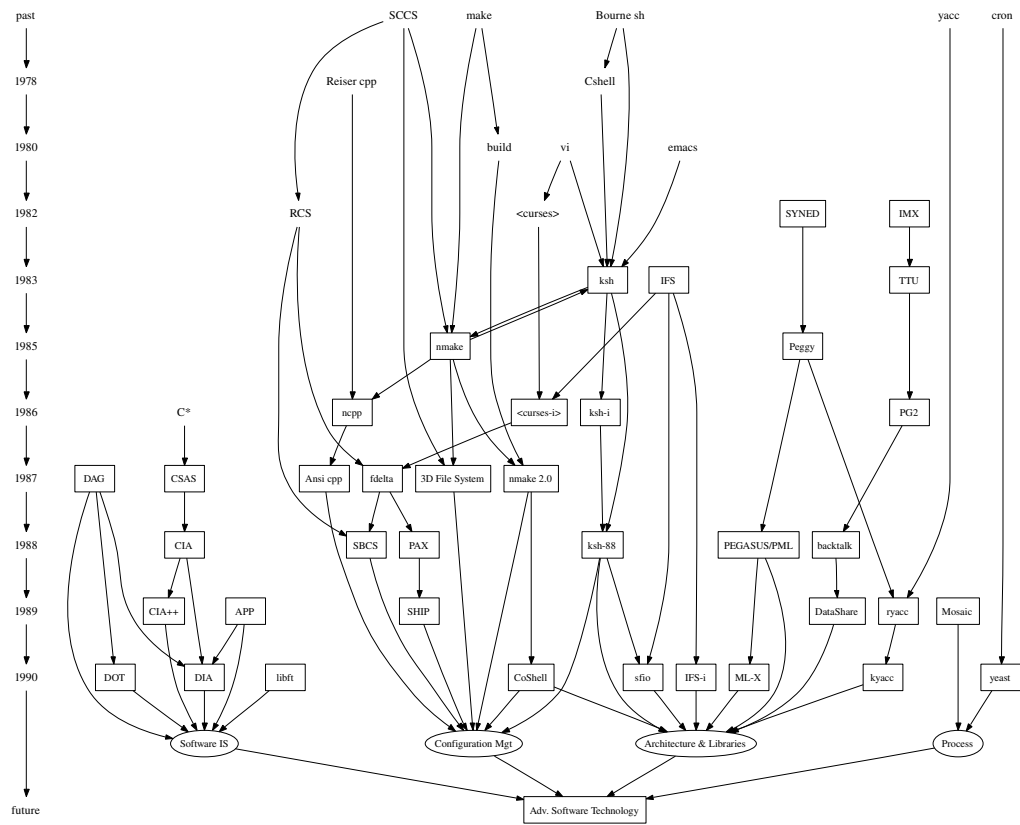 past SCCS make Bourne sh yacc cron
1978 Reiser cpp Cshell
1980 build vi emacs
1982 RCS <curses> SYNED IMX
1983 ksh IFS TTU
1985 nmake Peggy
1986 C* ncpp <curses-i> ksh-i PG2
1987 DAG CSAS Ansi cpp fdelta 3D File System nmake 2.0
1988 CIA SBCS PAX ksh-88 PEGASUS/PML backtalk
1989 CIA++ APP SHIP DataShare ryacc Mosaic
1990 DOT DIA libft CoShell sfio IFS-i ML-X kyacc yeast
Software IS Configuration Mgt Architecture & Libraries Process
future Adv. Software Technology